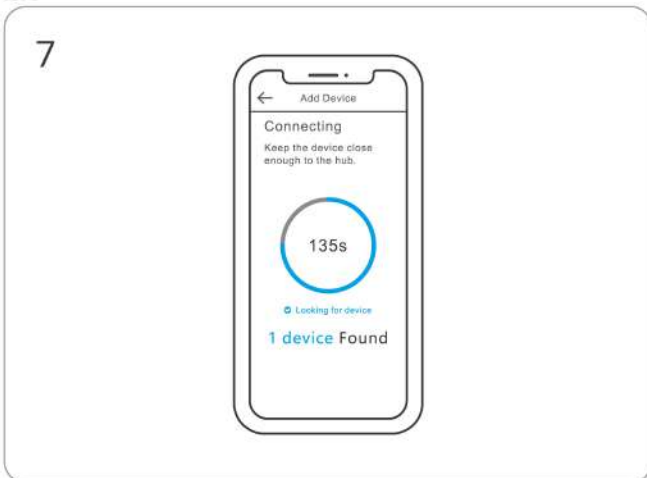 7
Add Device
Connecting
Keep the device close
enough to the hub.
135s
Looking for device
1 device Found